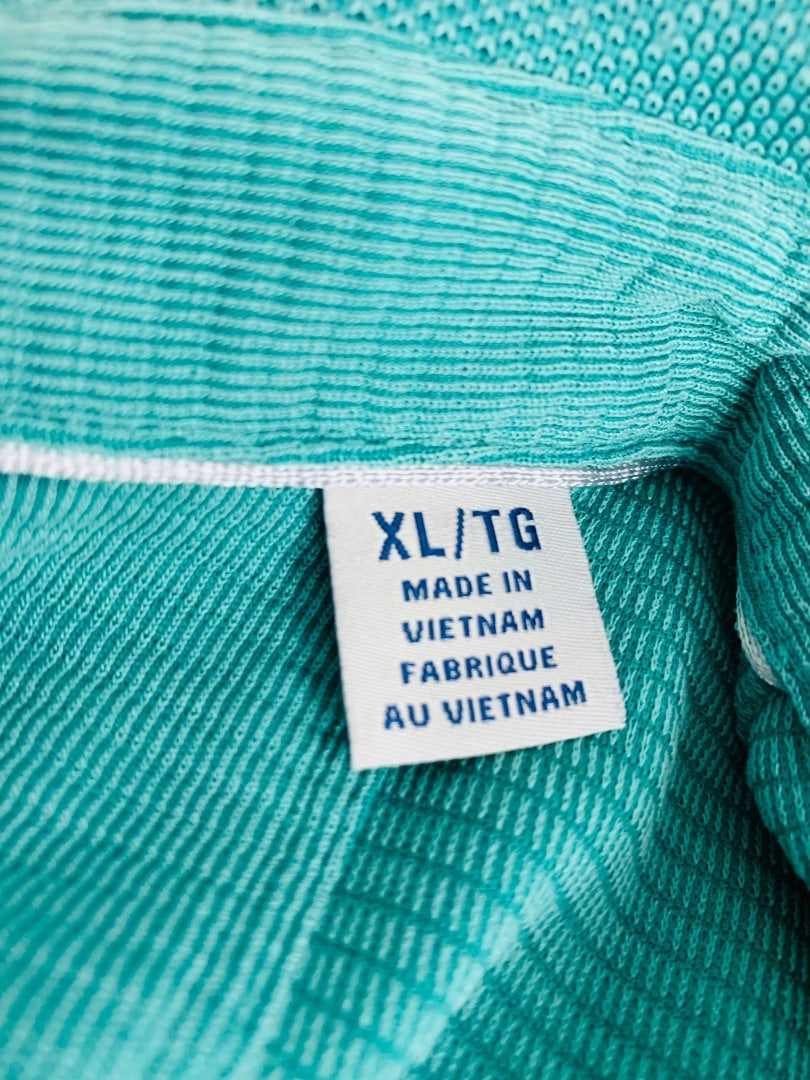 XL/TG
MADE IN
VIETNAM
FABRIQUE
AU VIETNAM